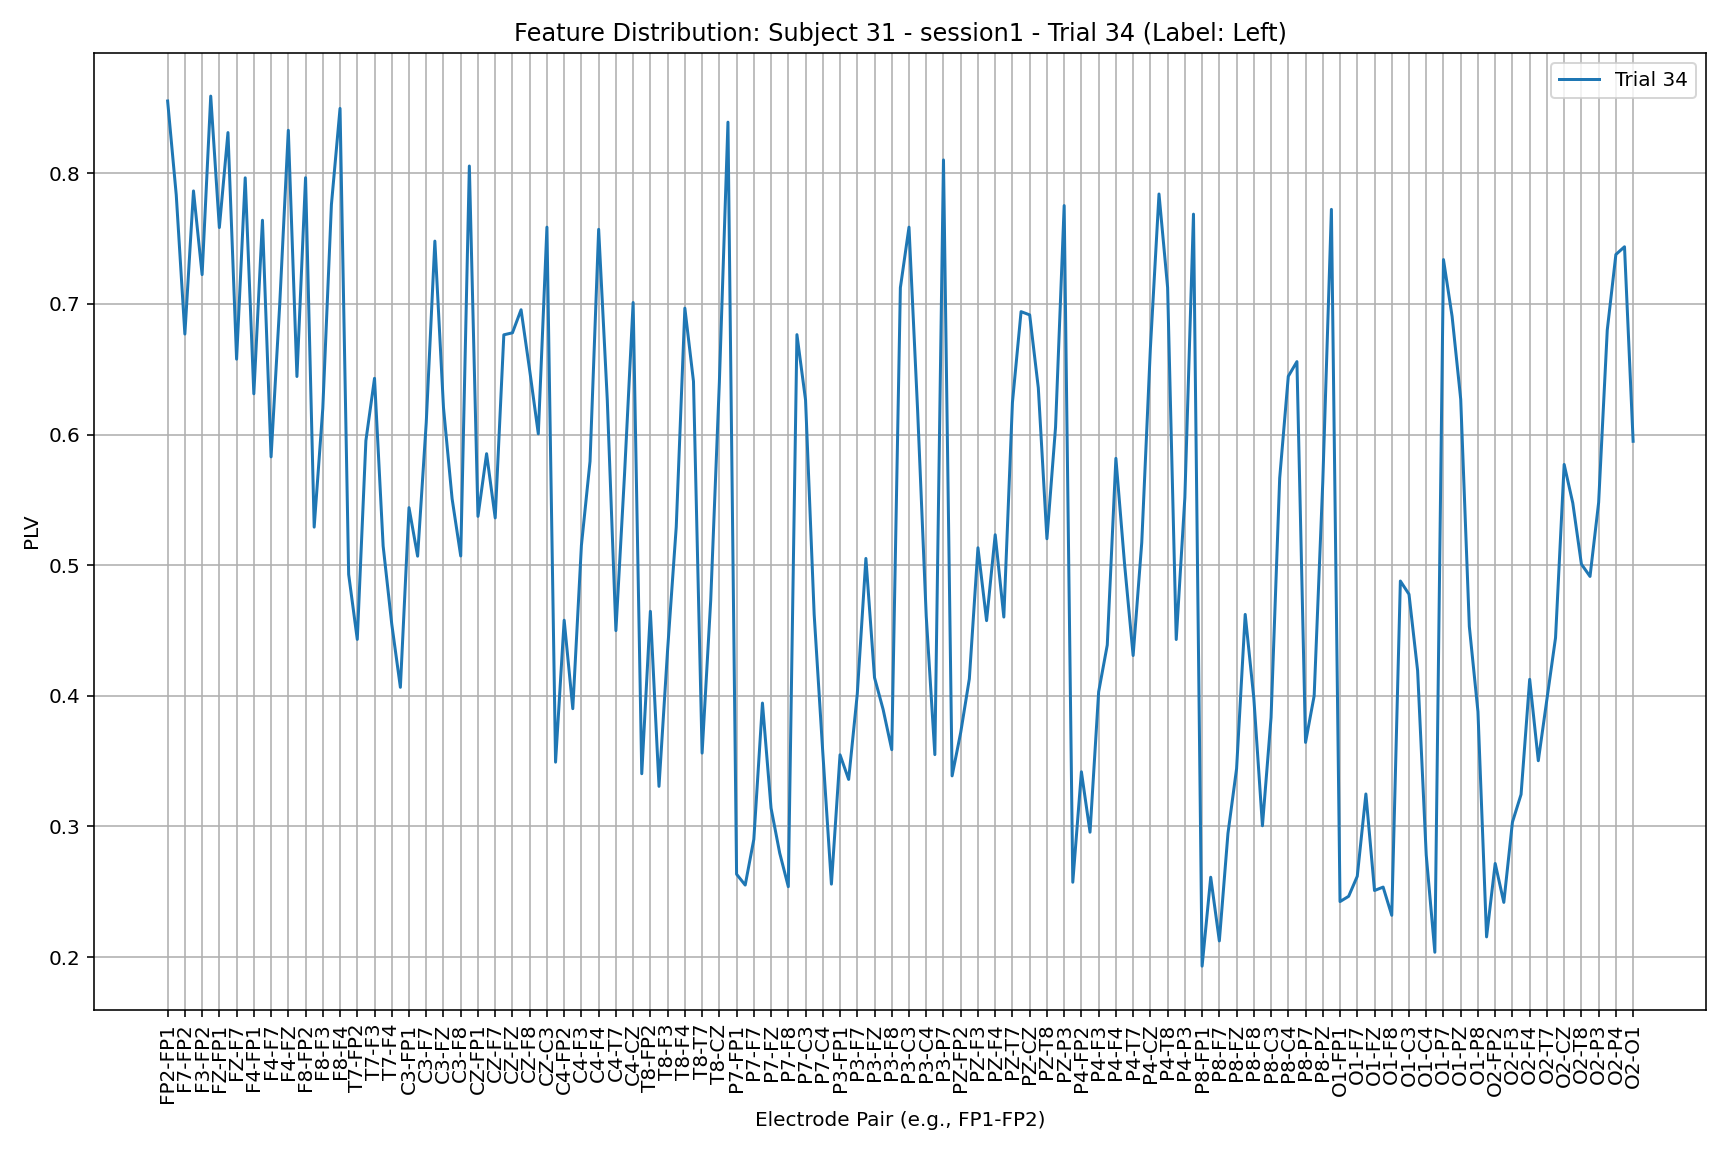 Feature Distribution: Subject 31 - session1 - Trial 34 (Label: Left)
Trial 34
PLV
0.8
0.7
0.6
0.5
0.4
0.3
0.2
FP2-FP1
F7-FP2
F3-FP2
FZ-FP1
FZ-F7
F4-FP1
F4-F7
F4-FZ
F8-FP2
F8-F3
F8-F4
T7-FP2
T7-F3
T7-F4
C3-FP1
C3-F7
C3-FZ
C3-F8
CZ-FP1
CZ-F7
CZ-FZ
CZ-F8
CZ-C3
C4-FP2
C4-F3
C4-F4
C4-T7
C4-CZ
T8-FP2
T8-F3
T8-F4
T8-T7
T8-CZ
P7-FP1
P7-F7
P7-FZ
P7-F8
P7-C3
P7-C4
P3-FP1
P3-F7
P3-FZ
P3-F8
P3-C3
P3-C4
P3-P7
PZ-FP2
PZ-F3
PZ-F4
PZ-T7
PZ-CZ
PZ-T8
PZ-P3
P4-FP2
P4-F3
P4-F4
P4-T7
P4-CZ
P4-T8
P4-P3
P8-FP1
P8-F7
P8-FZ
P8-F8
P8-C3
P8-C4
P8-P7
P8-PZ
O1-FP1
O1-F7
O1-FZ
O1-F8
O1-C3
O1-C4
O1-P7
O1-PZ
O1-P8
O2-FP2
O2-F3
O2-F4
O2-T7
O2-CZ
O2-T8
O2-P3
O2-P4
O2-O1
Electrode Pair (e.g., FP1-FP2)